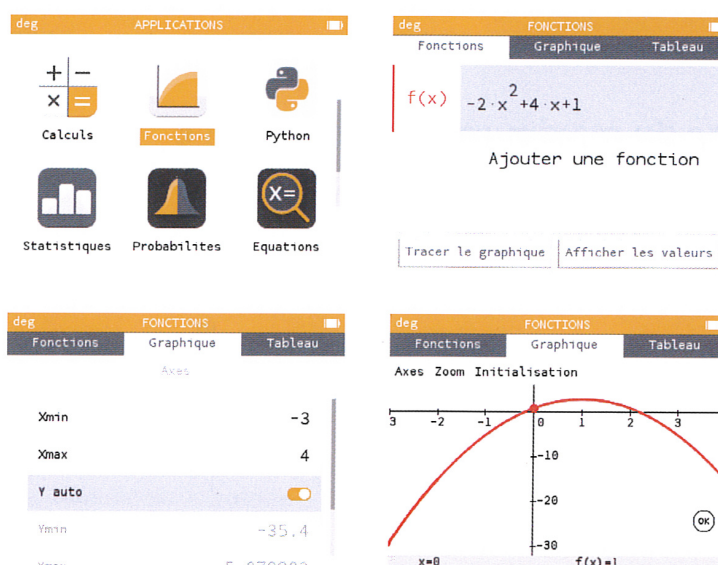 deg APPLICATIONS
+ −
× =
Calculs Fonctions Python
X=
Statistiques Probabilites Equations
deg FONCTIONS
Fonctions Graphique Tableau
f(x) -2·x²+4·x+1
Ajouter une fonction
Tracer le graphique Afficher les valeurs
deg FONCTIONS
Fonctions Graphique Tableau
Axes
Xmin -3
Xmax 4
Y auto
Ymin -35.4
deg FONCTIONS
Fonctions Graphique Tableau
Axes Zoom Initialisation
3 -2 -1 0 1 2 3
-10
-20
OK
-30
x=0 f(x)=1